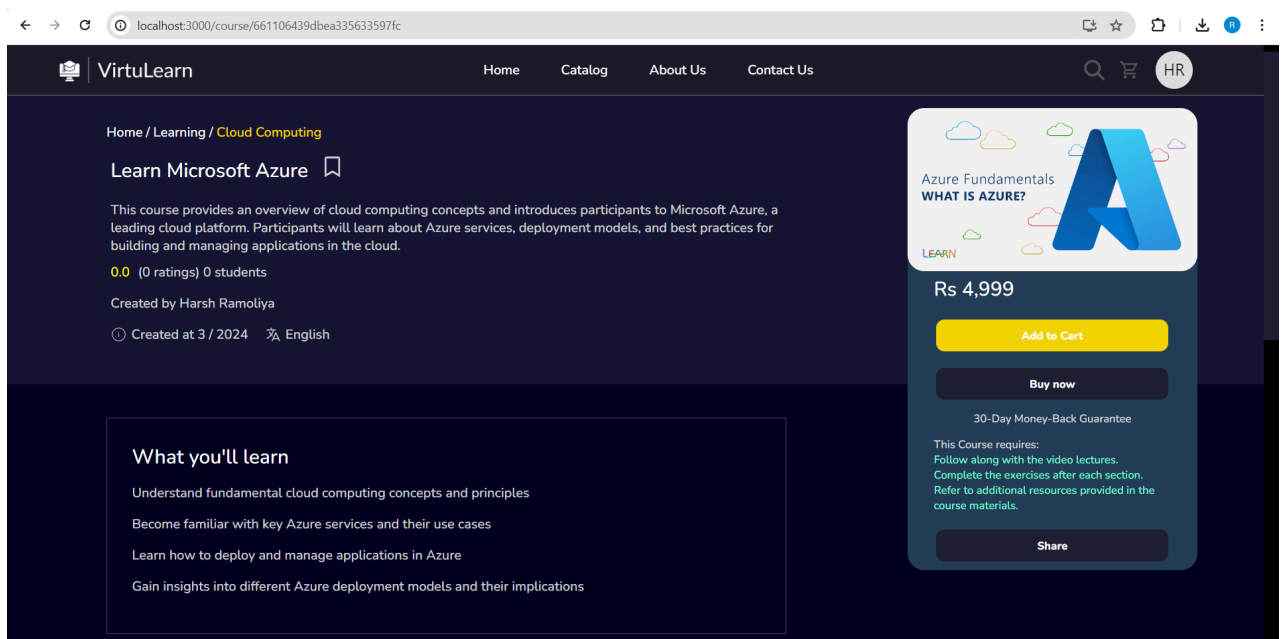 localhost:3000/course/661106439dbea335633597fc
R
VirtuLearn
Home Catalog About Us Contact Us
HR
Home / Learning / Cloud Computing
Learn Microsoft Azure
This course provides an overview of cloud computing concepts and introduces participants to Microsoft Azure, a
leading cloud platform. Participants will learn about Azure services, deployment models, and best practices for
building and managing applications in the cloud.
0.0 (0 ratings) 0 students
Created by Harsh Ramoliya
Created at 3 / 2024 English
Azure Fundamentals
WHAT IS AZURE?
LEARN
Rs 4,999
Add to Cart
Buy now
30-Day Money-Back Guarantee
This Course requires:
Follow along with the video lectures.
Complete the exercises after each section.
Refer to additional resources provided in the
course materials.
Share
What you'll learn
Understand fundamental cloud computing concepts and principles
Become familiar with key Azure services and their use cases
Learn how to deploy and manage applications in Azure
Gain insights into different Azure deployment models and their implications